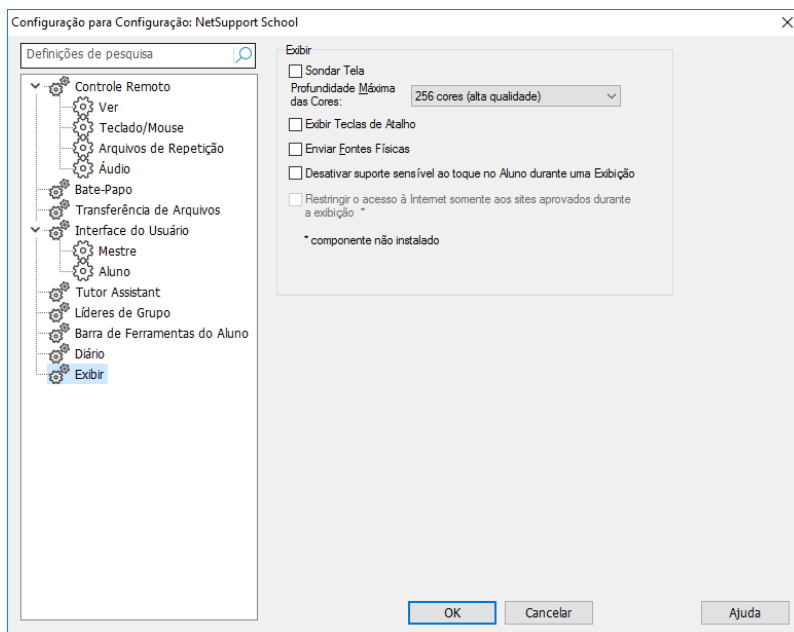 Configuração para Configuração: NetSupport School
Definições de pesquisa
Controle Remoto
Ver
Teclado/Mouse
Arquivos de Repetição
Áudio
Bate-Papo
Transferência de Arquivos
Interface do Usuário
Mestre
Aluno
Tutor Assistant
Líderes de Grupo
Barra de Ferramentas do Aluno
Diário
Exibir
Exibir
Sondar Tela
Profundidade Máxima
das Cores:
256 cores (alta qualidade)
Exibir Teclas de Atalho
Enviar Fontes Físicas
Desativar suporte sensível ao toque no Aluno durante uma Exibição
Restringir o acesso à Internet somente aos sites aprovados durante
a exibição *
* componente não instalado
OK
Cancelar
Ajuda